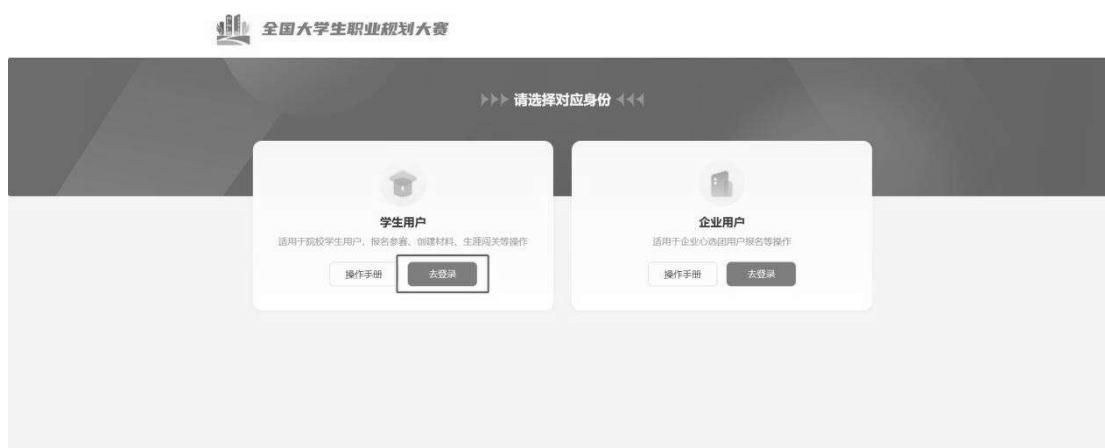 全国大学生职业规划大赛
请选择对应身份
学生用户
适用于院校学生用户，报名参赛、创建材料、生涯闯关等操作
操作手册 去登录
企业用户
适用于企业心选团用户报名等操作
操作手册 去登录